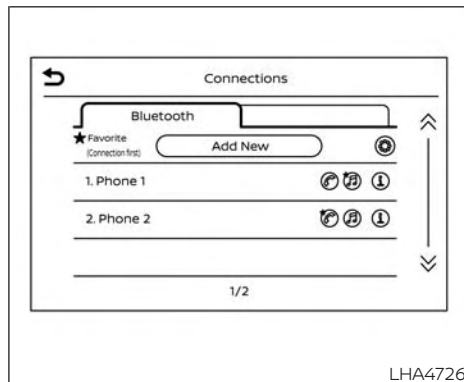 Connections
Bluetooth
★Favorite
(Connection first)
Add New
1. Phone 1
2. Phone 2
1/2
LHA4726